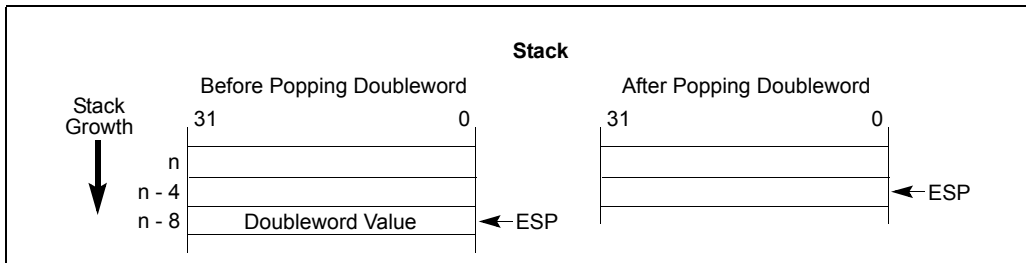 Stack
Before Popping Doubleword
After Popping Doubleword
Stack
Growth
31 0
31 0
n
n - 4
ESP
n - 8 Doubleword Value ESP